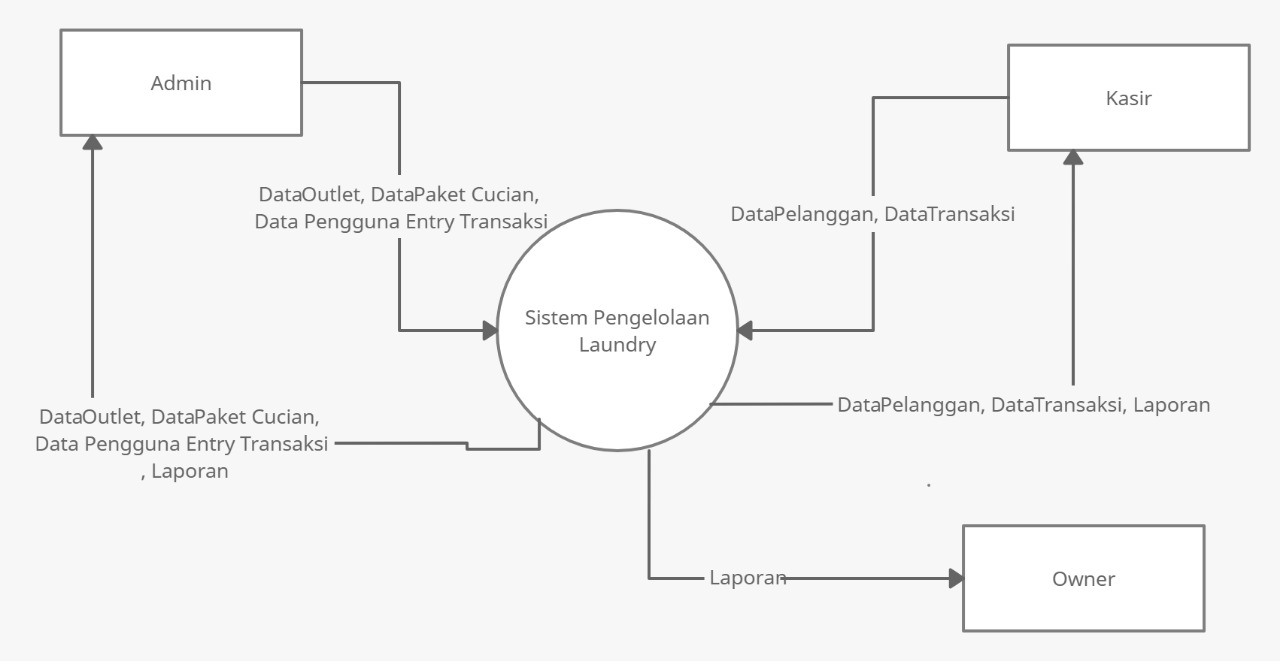 Admin
Kasir
DataOutlet, DataPaket Cucian,
Data Pengguna Entry Transaksi
DataPelanggan, DataTransaksi
Sistem Pengelolaan
Laundry
DataOutlet, DataPaket Cucian,
Data Pengguna Entry Transaksi
, Laporan
DataPelanggan, DataTransaksi, Laporan
.
Laporan
Owner